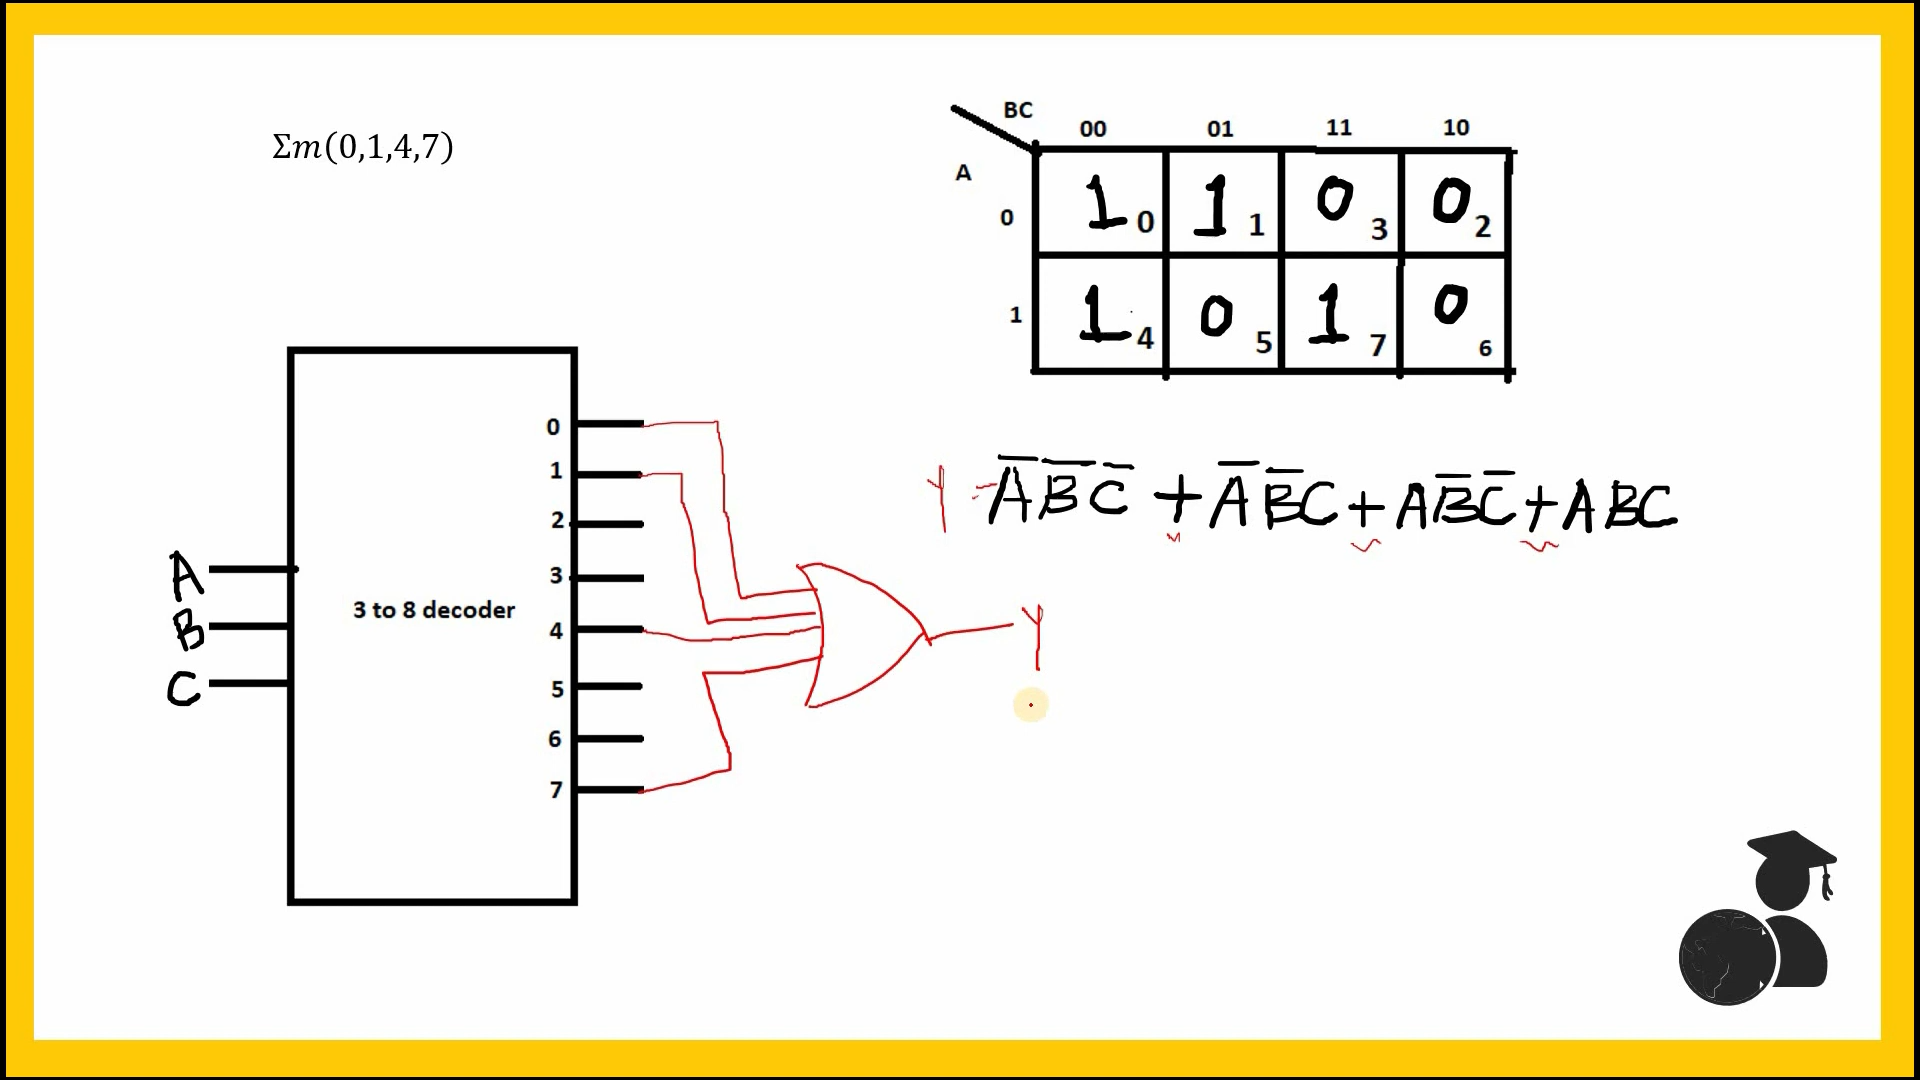 Σm(0,1,4,7)
BC
00 01 11 10
A
0 1 0 1 1 0 3 0 2
1 1 4 0 5 1 7 0 6
Y = A̅ B̅ C̅ + A̅ B̅ C + A B̅ C̅ + A B C
0
1
2
3
4
5
6
7
A
B
C
3 to 8 decoder
Y